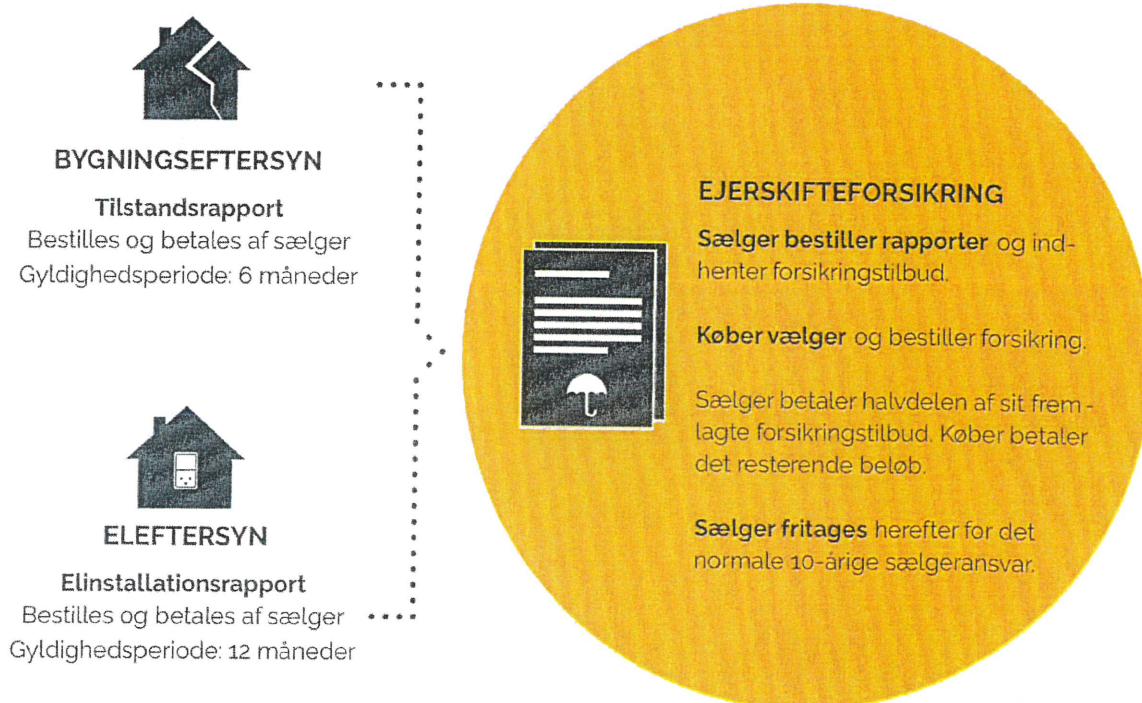 BYGNINGSEFTERSYN
Tilstandsrapport
Bestilles og betales af sælger
Gyldighedsperiode: 6 måneder
ELEFTERSYN
Elinstallationsrapport
Bestilles og betales af sælger
Gyldighedsperiode: 12 måneder
EJERSKIFTEFORSIKRING
Sælger bestiller rapporter og ind-
henter forsikringstilbud.
Køber vælger og bestiller forsikring.
Sælger betaler halvdelen af sit frem-
lagte forsikringstilbud. Køber betaler
det resterende beløb.
Sælger fritages herefter for det
normale 10-årige sælgeransvar.